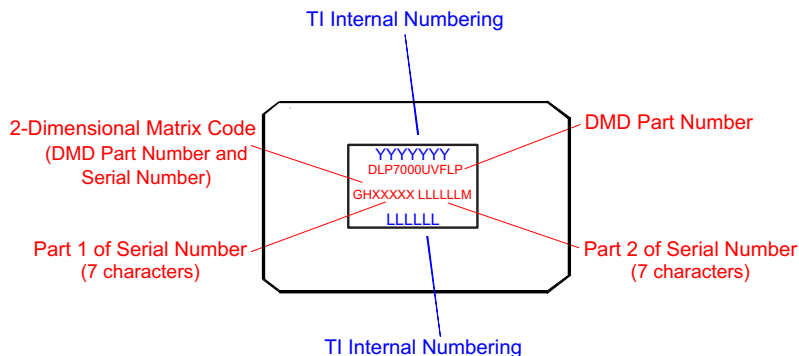 TI Internal Numbering
2-Dimensional Matrix Code
(DMD Part Number and
Serial Number)
DMD Part Number
YYYYYYY
DLP7000UVFLP
GHXXXXX LLLLLLM
LLLLLL
Part 1 of Serial Number
(7 characters)
Part 2 of Serial Number
(7 characters)
TI Internal Numbering